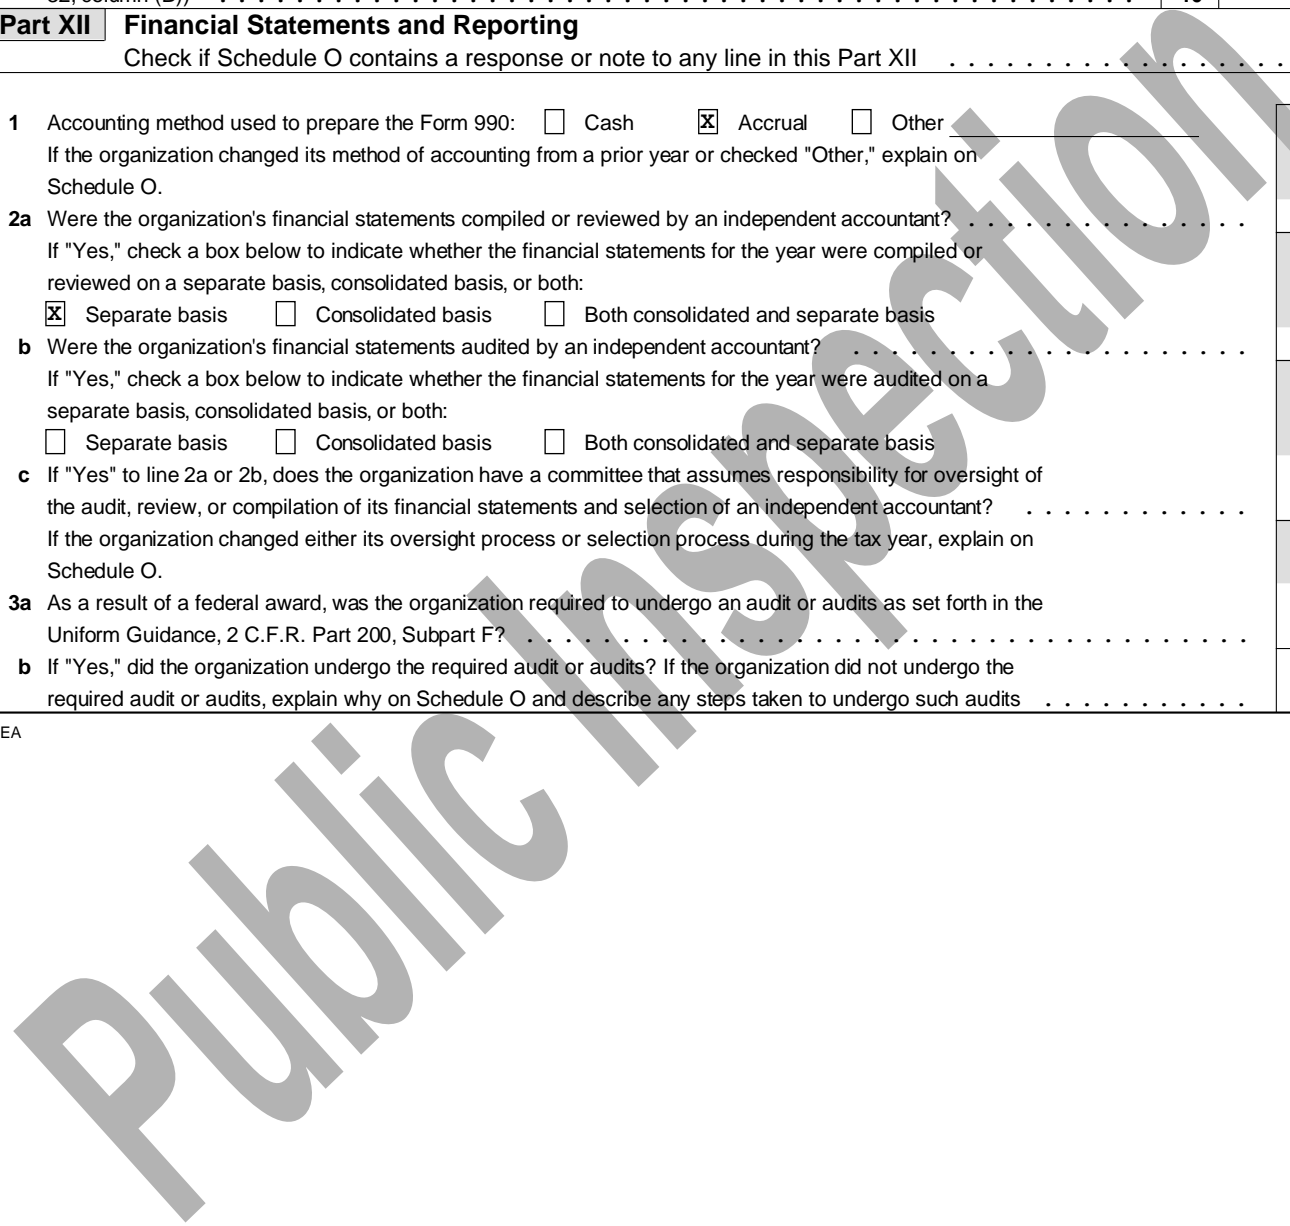 Part XII Financial Statements and Reporting
Check if Schedule O contains a response or note to any line in this Part XII . . . . . . . . . . . . . . . . . .
1 Accounting method used to prepare the Form 990: ☐ Cash ☒ Accrual ☐ Other
If the organization changed its method of accounting from a prior year or checked "Other," explain on
Schedule O.
2a Were the organization's financial statements compiled or reviewed by an independent accountant? . . . . . . . . . . . . . . .
If "Yes," check a box below to indicate whether the financial statements for the year were compiled or
reviewed on a separate basis, consolidated basis, or both:
☒ Separate basis ☐ Consolidated basis ☐ Both consolidated and separate basis
b Were the organization's financial statements audited by an independent accountant? . . . . . . . . . . . . . . . . . . . . .
If "Yes," check a box below to indicate whether the financial statements for the year were audited on a
separate basis, consolidated basis, or both:
☐ Separate basis ☐ Consolidated basis ☐ Both consolidated and separate basis
c If "Yes" to line 2a or 2b, does the organization have a committee that assumes responsibility for oversight of
the audit, review, or compilation of its financial statements and selection of an independent accountant? . . . . . . . . . . . .
If the organization changed either its oversight process or selection process during the tax year, explain on
Schedule O.
3a As a result of a federal award, was the organization required to undergo an audit or audits as set forth in the
Uniform Guidance, 2 C.F.R. Part 200, Subpart F? . . . . . . . . . . . . . . . . . . . . . . . . . . . . . . . . . . . . . .
b If "Yes," did the organization undergo the required audit or audits? If the organization did not undergo the
required audit or audits, explain why on Schedule O and describe any steps taken to undergo such audits . . . . . . . . . . .
EA
Public Inspection